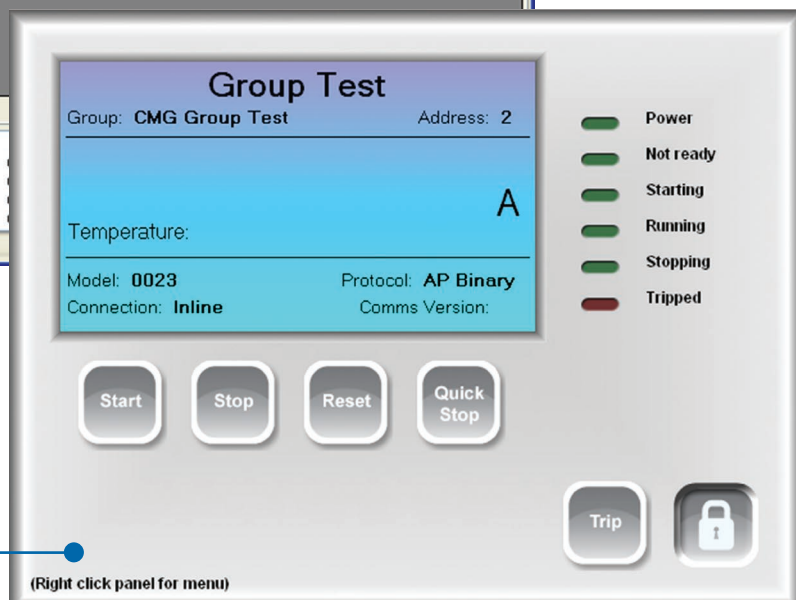 Group Test
Group: CMG Group Test Address: 2
A
Temperature:
Model: 0023 Protocol: AP Binary
Connection: Inline Comms Version:
Power
Not ready
Starting
Running
Stopping
Tripped
Start Stop Reset Quick Stop
Trip
(Right click panel for menu)